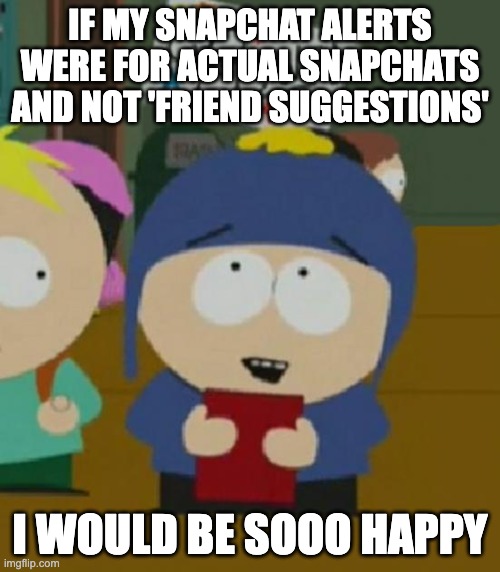 IF MY SNAPCHAT ALERTS
WERE FOR ACTUAL SNAPCHATS
AND NOT 'FRIEND SUGGESTIONS'
I WOULD BE SOOO HAPPY
imgflip.com